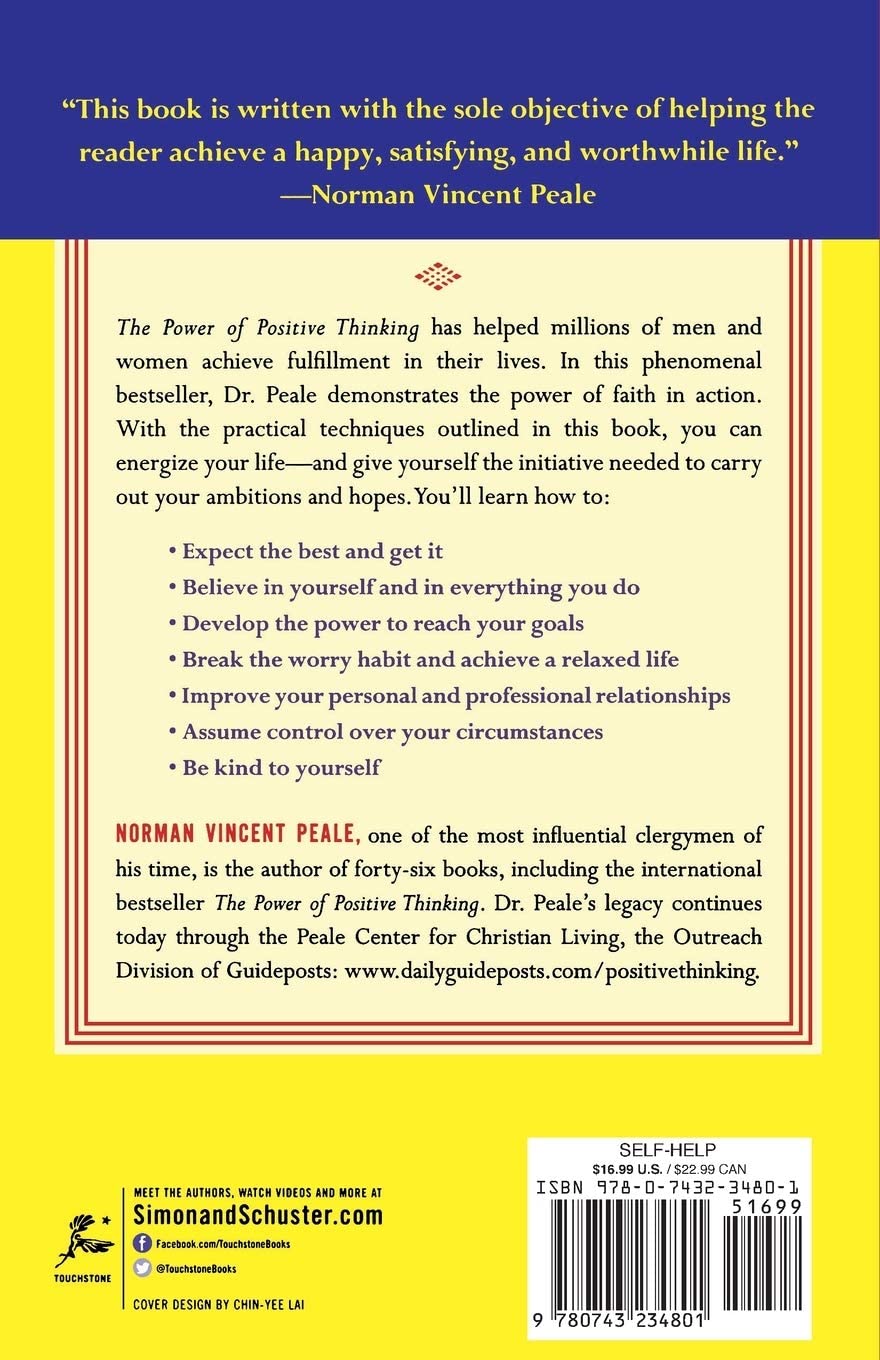 “This book is written with the sole objective of helping the
reader achieve a happy, satisfying, and worthwhile life.”
—Norman Vincent Peale
The Power of Positive Thinking has helped millions of men and
women achieve fulfillment in their lives. In this phenomenal
bestseller, Dr. Peale demonstrates the power of faith in action.
With the practical techniques outlined in this book, you can
energize your life—and give yourself the initiative needed to carry
out your ambitions and hopes. You’ll learn how to:
• Expect the best and get it
• Believe in yourself and in everything you do
• Develop the power to reach your goals
• Break the worry habit and achieve a relaxed life
• Improve your personal and professional relationships
• Assume control over your circumstances
• Be kind to yourself
NORMAN VINCENT PEALE, one of the most influential clergymen of
his time, is the author of forty-six books, including the international
bestseller The Power of Positive Thinking. Dr. Peale’s legacy continues
today through the Peale Center for Christian Living, the Outreach
Division of Guideposts: www.dailyguideposts.com/positivethinking.
MEET THE AUTHORS, WATCH VIDEOS AND MORE AT
SimonandSchuster.com
f Facebook.com/TouchstoneBooks
@TouchstoneBooks
TOUCHSTONE
COVER DESIGN BY CHIN-YEE LAI
SELF-HELP
$16.99 U.S. / $22.99 CAN
ISBN 978-0-7432-3480-1
51699
9 780743 234801